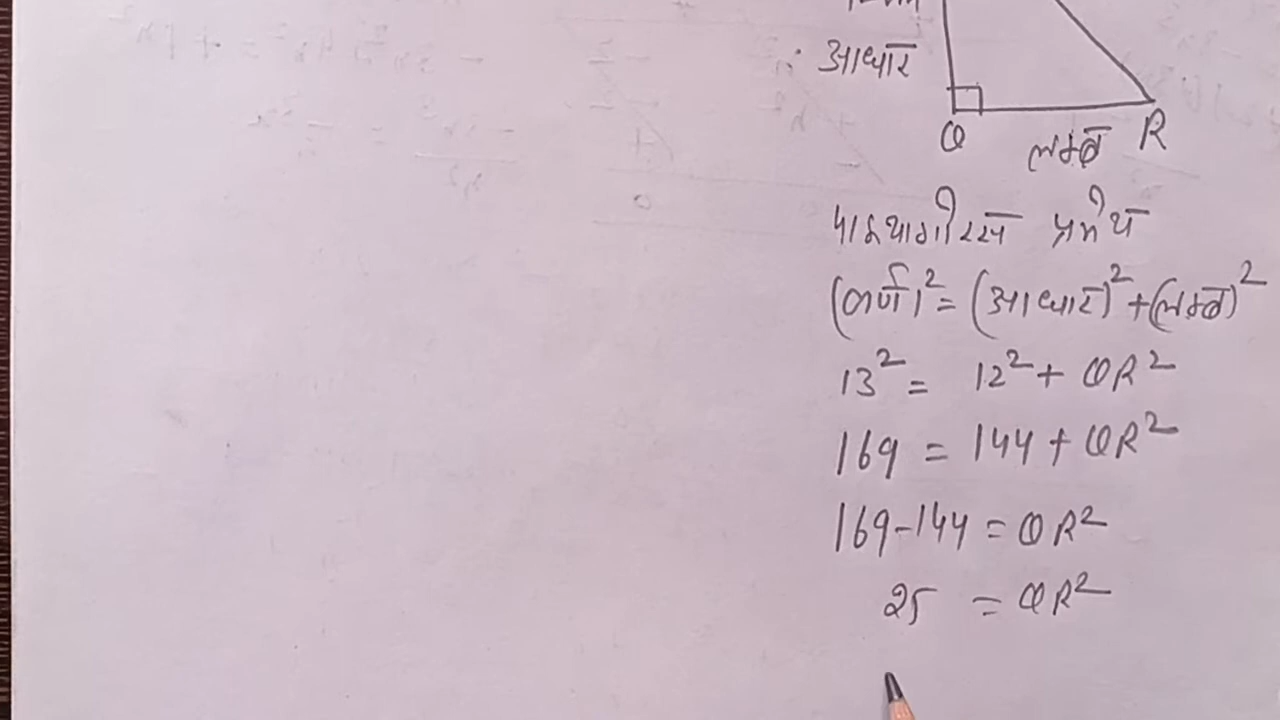 ∴ आधार
Q
R
लम्ब
पाइथागोरस प्रमेय
(कर्ण)² = (आधार)² + (लम्ब)²
13² = 12² + QR²
169 = 144 + QR²
169-144 = QR²
25 = QR²